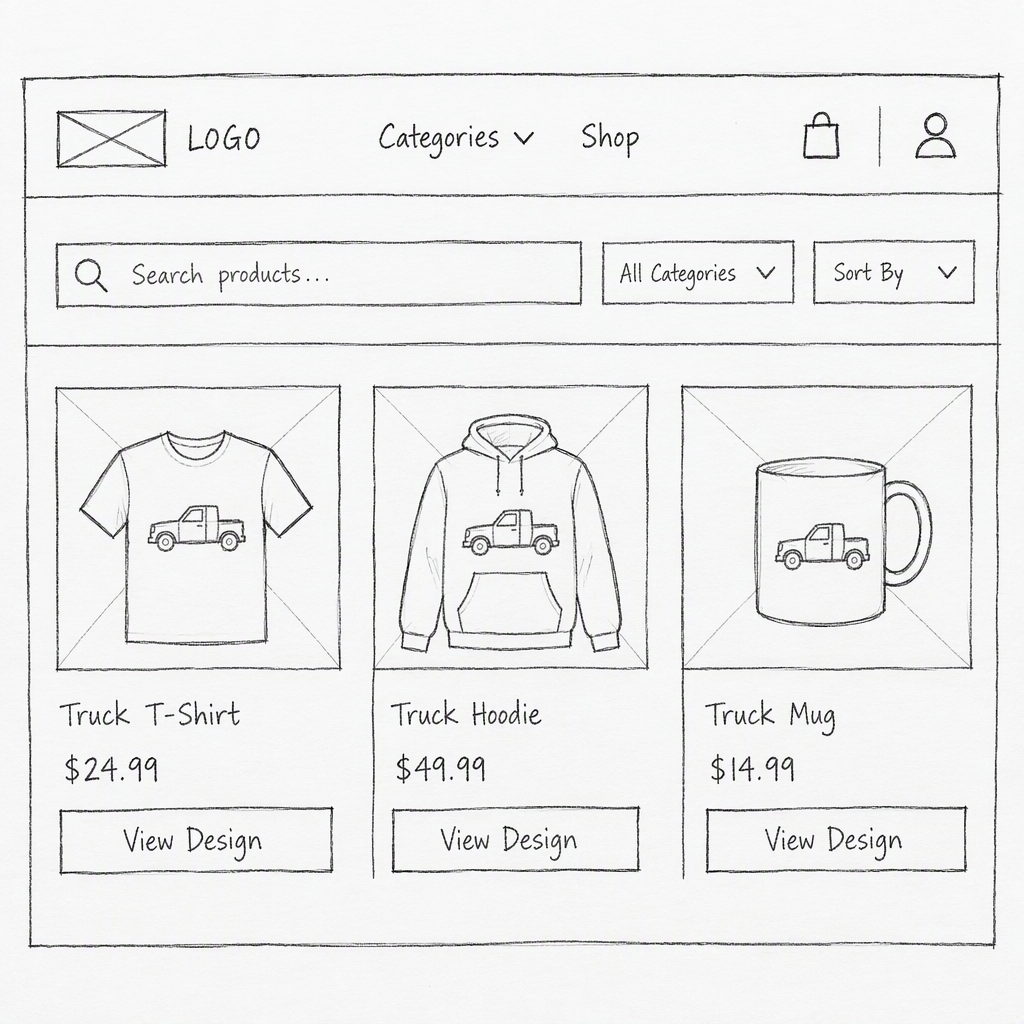 LOGO
Categories
Shop
Search products...
All Categories
Sort By
Truck T-Shirt
$24.99
View Design
Truck Hoodie
$49.99
View Design
Truck Mug
$14.99
View Design